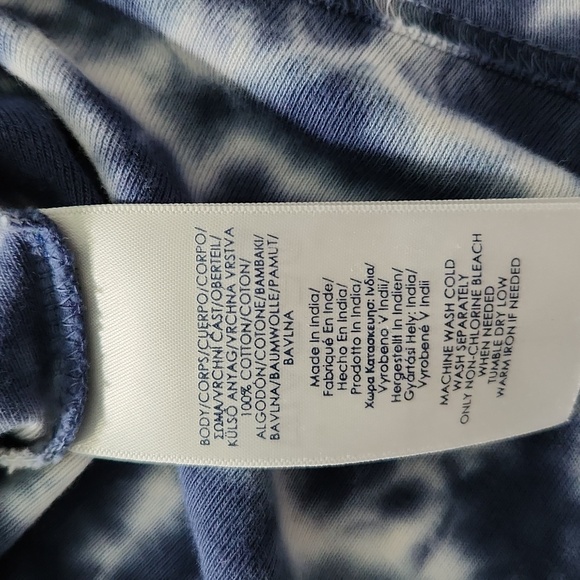 BODY/CORPS/CUERPO/CORPO/
ΣΩΜΑ/VRCHNÍ ČÁST/OBERTEIL/
KÜLSŐ ANYAG/VRCHNA VRSTVA
100% COTTON/COTON/
ALGODÓN/COTONE/ΒΑΜΒΑΚΙ/
BAVLNA/BAUMWOLLE/PAMUT/
BAVLNA
Made In India/
Fabriqué En Inde/
Hecho En India/
Prodotto In India/
Χωρα Κατασκευης: Ινδια/
Vyrobeno V Indii/
Hergestellt In Indien/
Gyártási Hely: India/
Vyrobené V Indii
MACHINE WASH COLD
WASH SEPARATELY
ONLY NON-CHLORINE BLEACH
WHEN NEEDED
TUMBLE DRY LOW
WARM IRON IF NEEDED